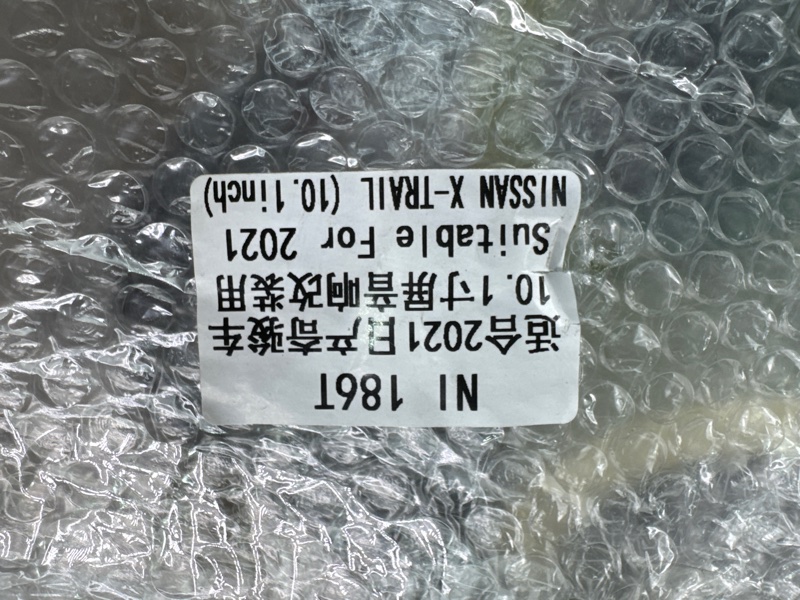 NI 186T
适合2021日产奇骏车
10.1寸屏音响改装用
Suitable For 2021
NISSAN X-TRAIL (10.1inch)